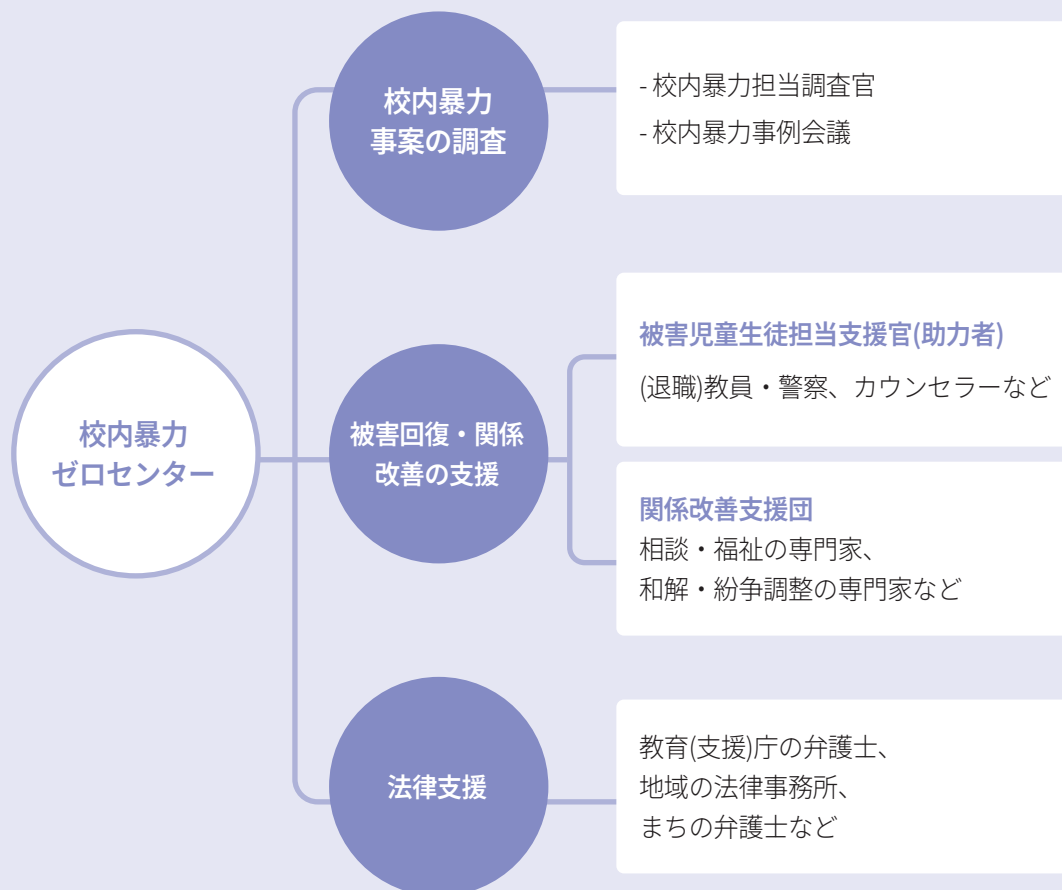 校内暴力
ゼロセンター
校内暴力
事案の調査
- 校内暴力担当調査官
- 校内暴力事例会議
被害回復・関係
改善の支援
被害児童生徒担当支援官(助力者)
(退職)教員・警察、カウンセラーなど
関係改善支援団
相談・福祉の専門家、
和解・紛争調整の専門家など
法律支援
教育(支援)庁の弁護士、
地域の法律事務所、
まちの弁護士など